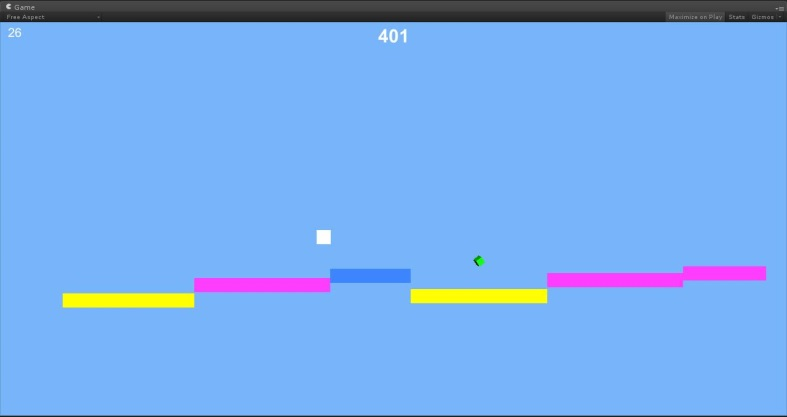 Game
Free Aspect
Maximize on Play Stats Gizmos
26
401